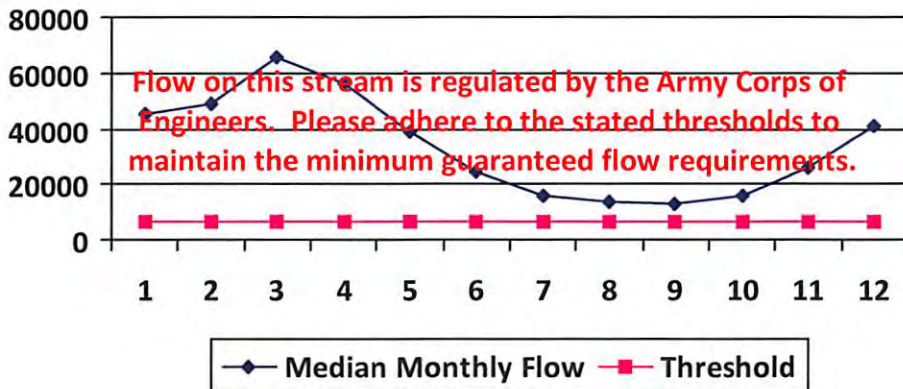 80000
60000
40000
20000
0
Flow on this stream is regulated by the Army Corps of
Engineers. Please adhere to the stated thresholds to
maintain the minimum guaranteed flow requirements.
1 2 3 4 5 6 7 8 9 10 11 12
Median Monthly Flow Threshold